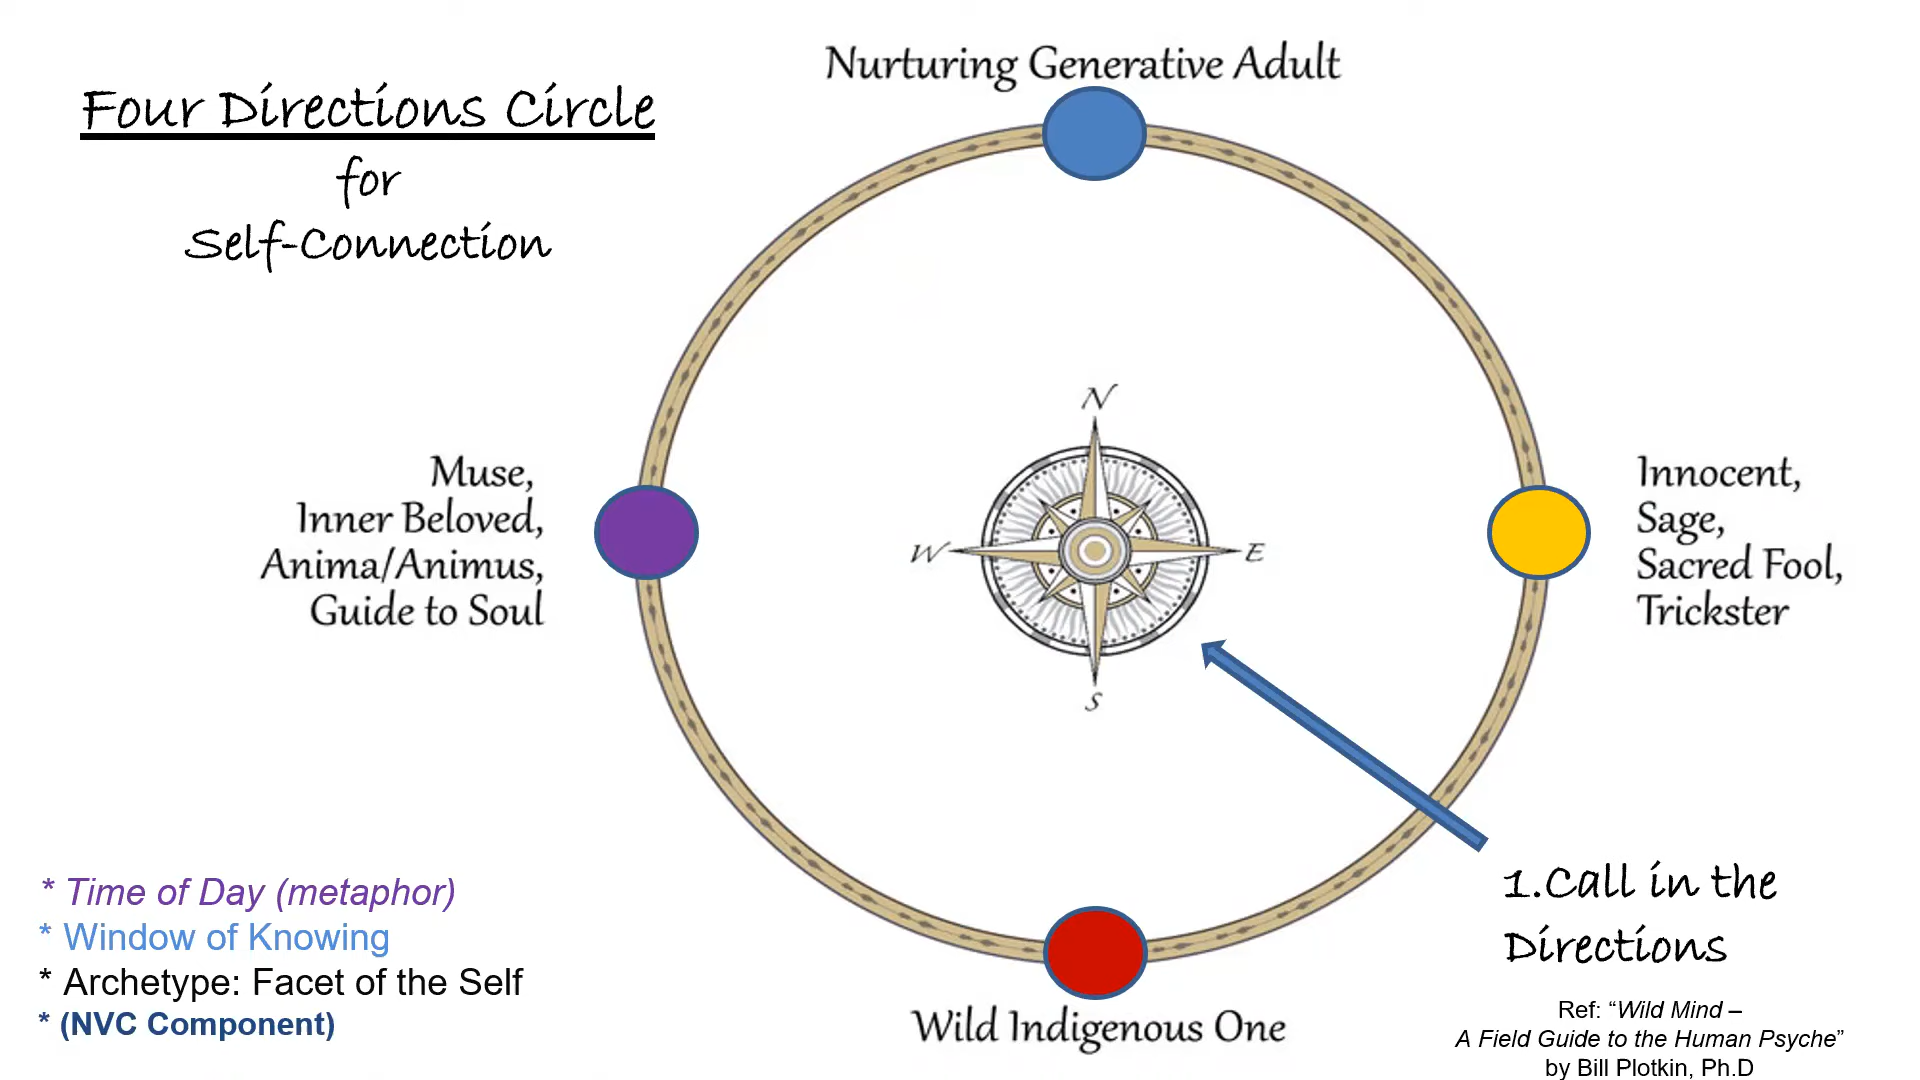 Four Directions Circle
for
Self-Connection
Nurturing Generative Adult
Muse,
Inner Beloved,
Anima/Animus,
Guide to Soul
N
W
E
S
Innocent,
Sage,
Sacred Fool,
Trickster
Wild Indigenous One
* Time of Day (metaphor)
* Window of Knowing
* Archetype: Facet of the Self
* (NVC Component)
1.Call in the
Directions
Ref: “Wild Mind –
A Field Guide to the Human Psyche”
by Bill Plotkin, Ph.D